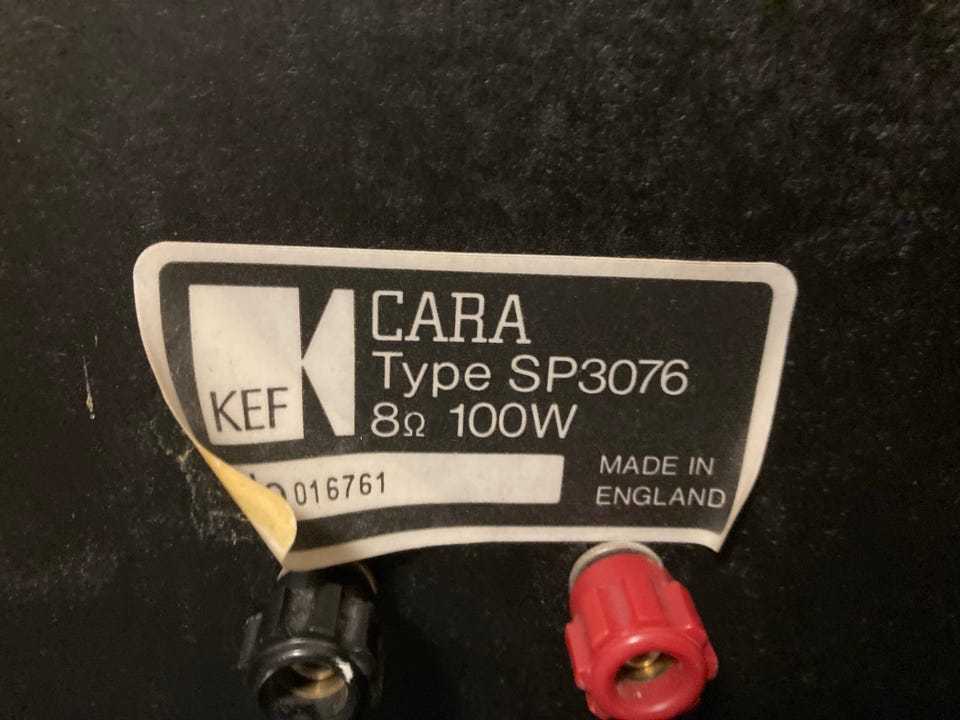 KEF
CARA
Type SP3076
8Ω 100W
016761
MADE IN
ENGLAND